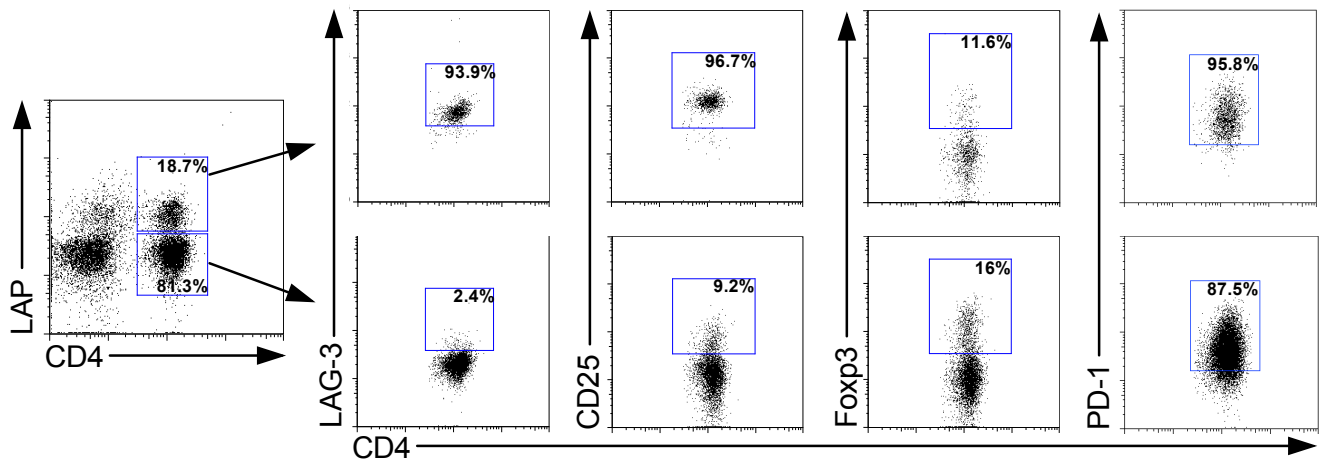 LAP
CD4
18.7%
81.3%
LAG-3
93.9%
2.4%
CD25
96.7%
9.2%
Foxp3
11.6%
16%
PD-1
95.8%
87.5%
CD4